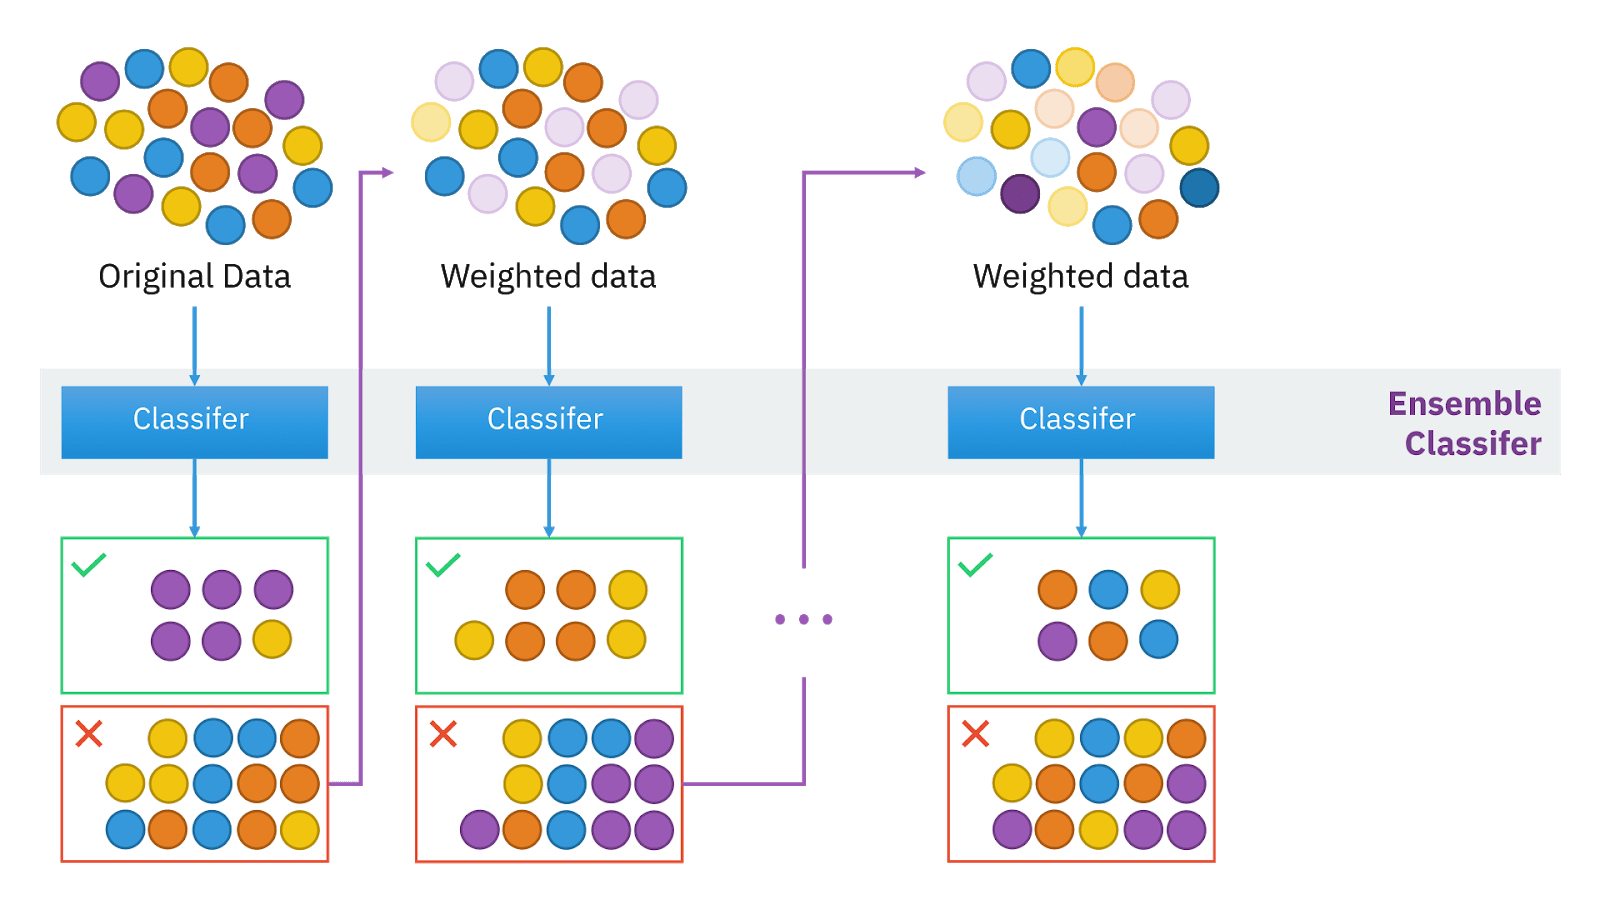 Original Data
Weighted data
Weighted data
Classifer
Classifer
Classifer
Ensemble
Classifer